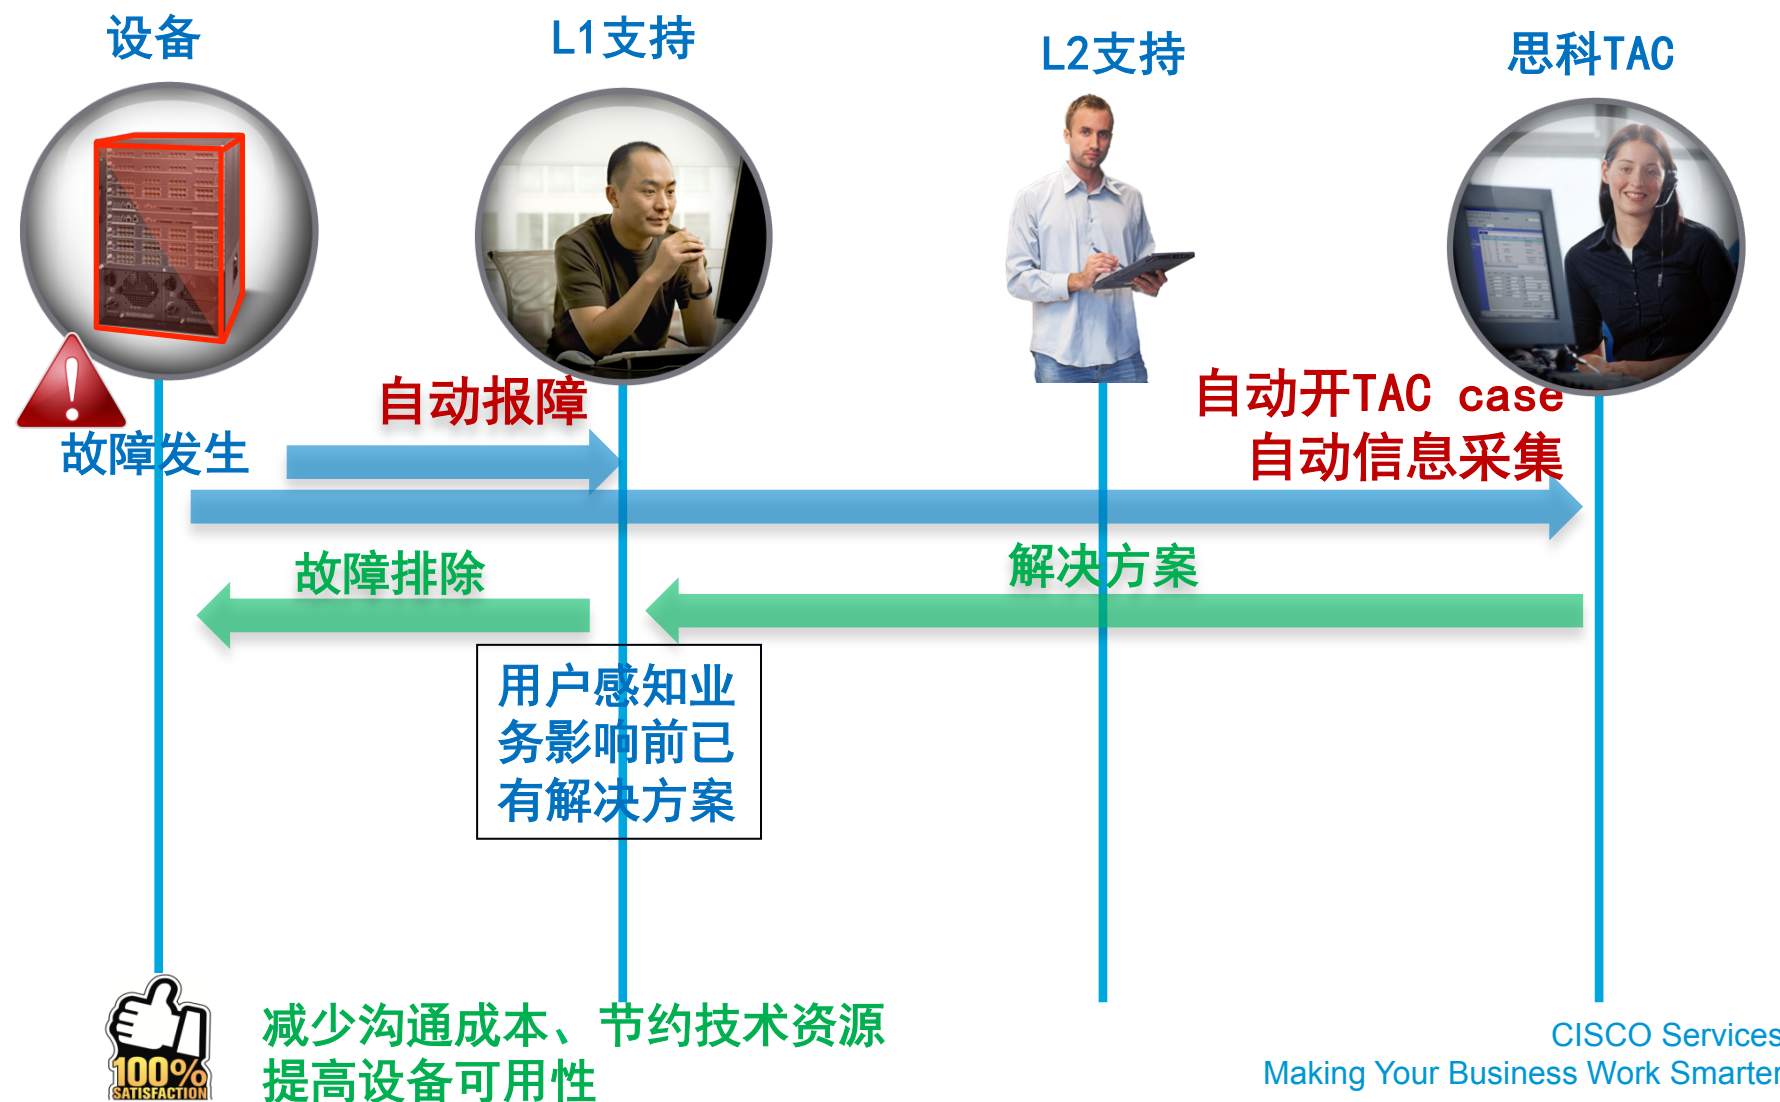 设备
L1支持
L2支持
思科TAC
自动报障
自动开TAC case
自动信息采集
故障发生
故障排除
解决方案
用户感知业
务影响前已
有解决方案
100%
SATISFACTION
减少沟通成本、节约技术资源
提高设备可用性
CISCO Services
Making Your Business Work Smarter